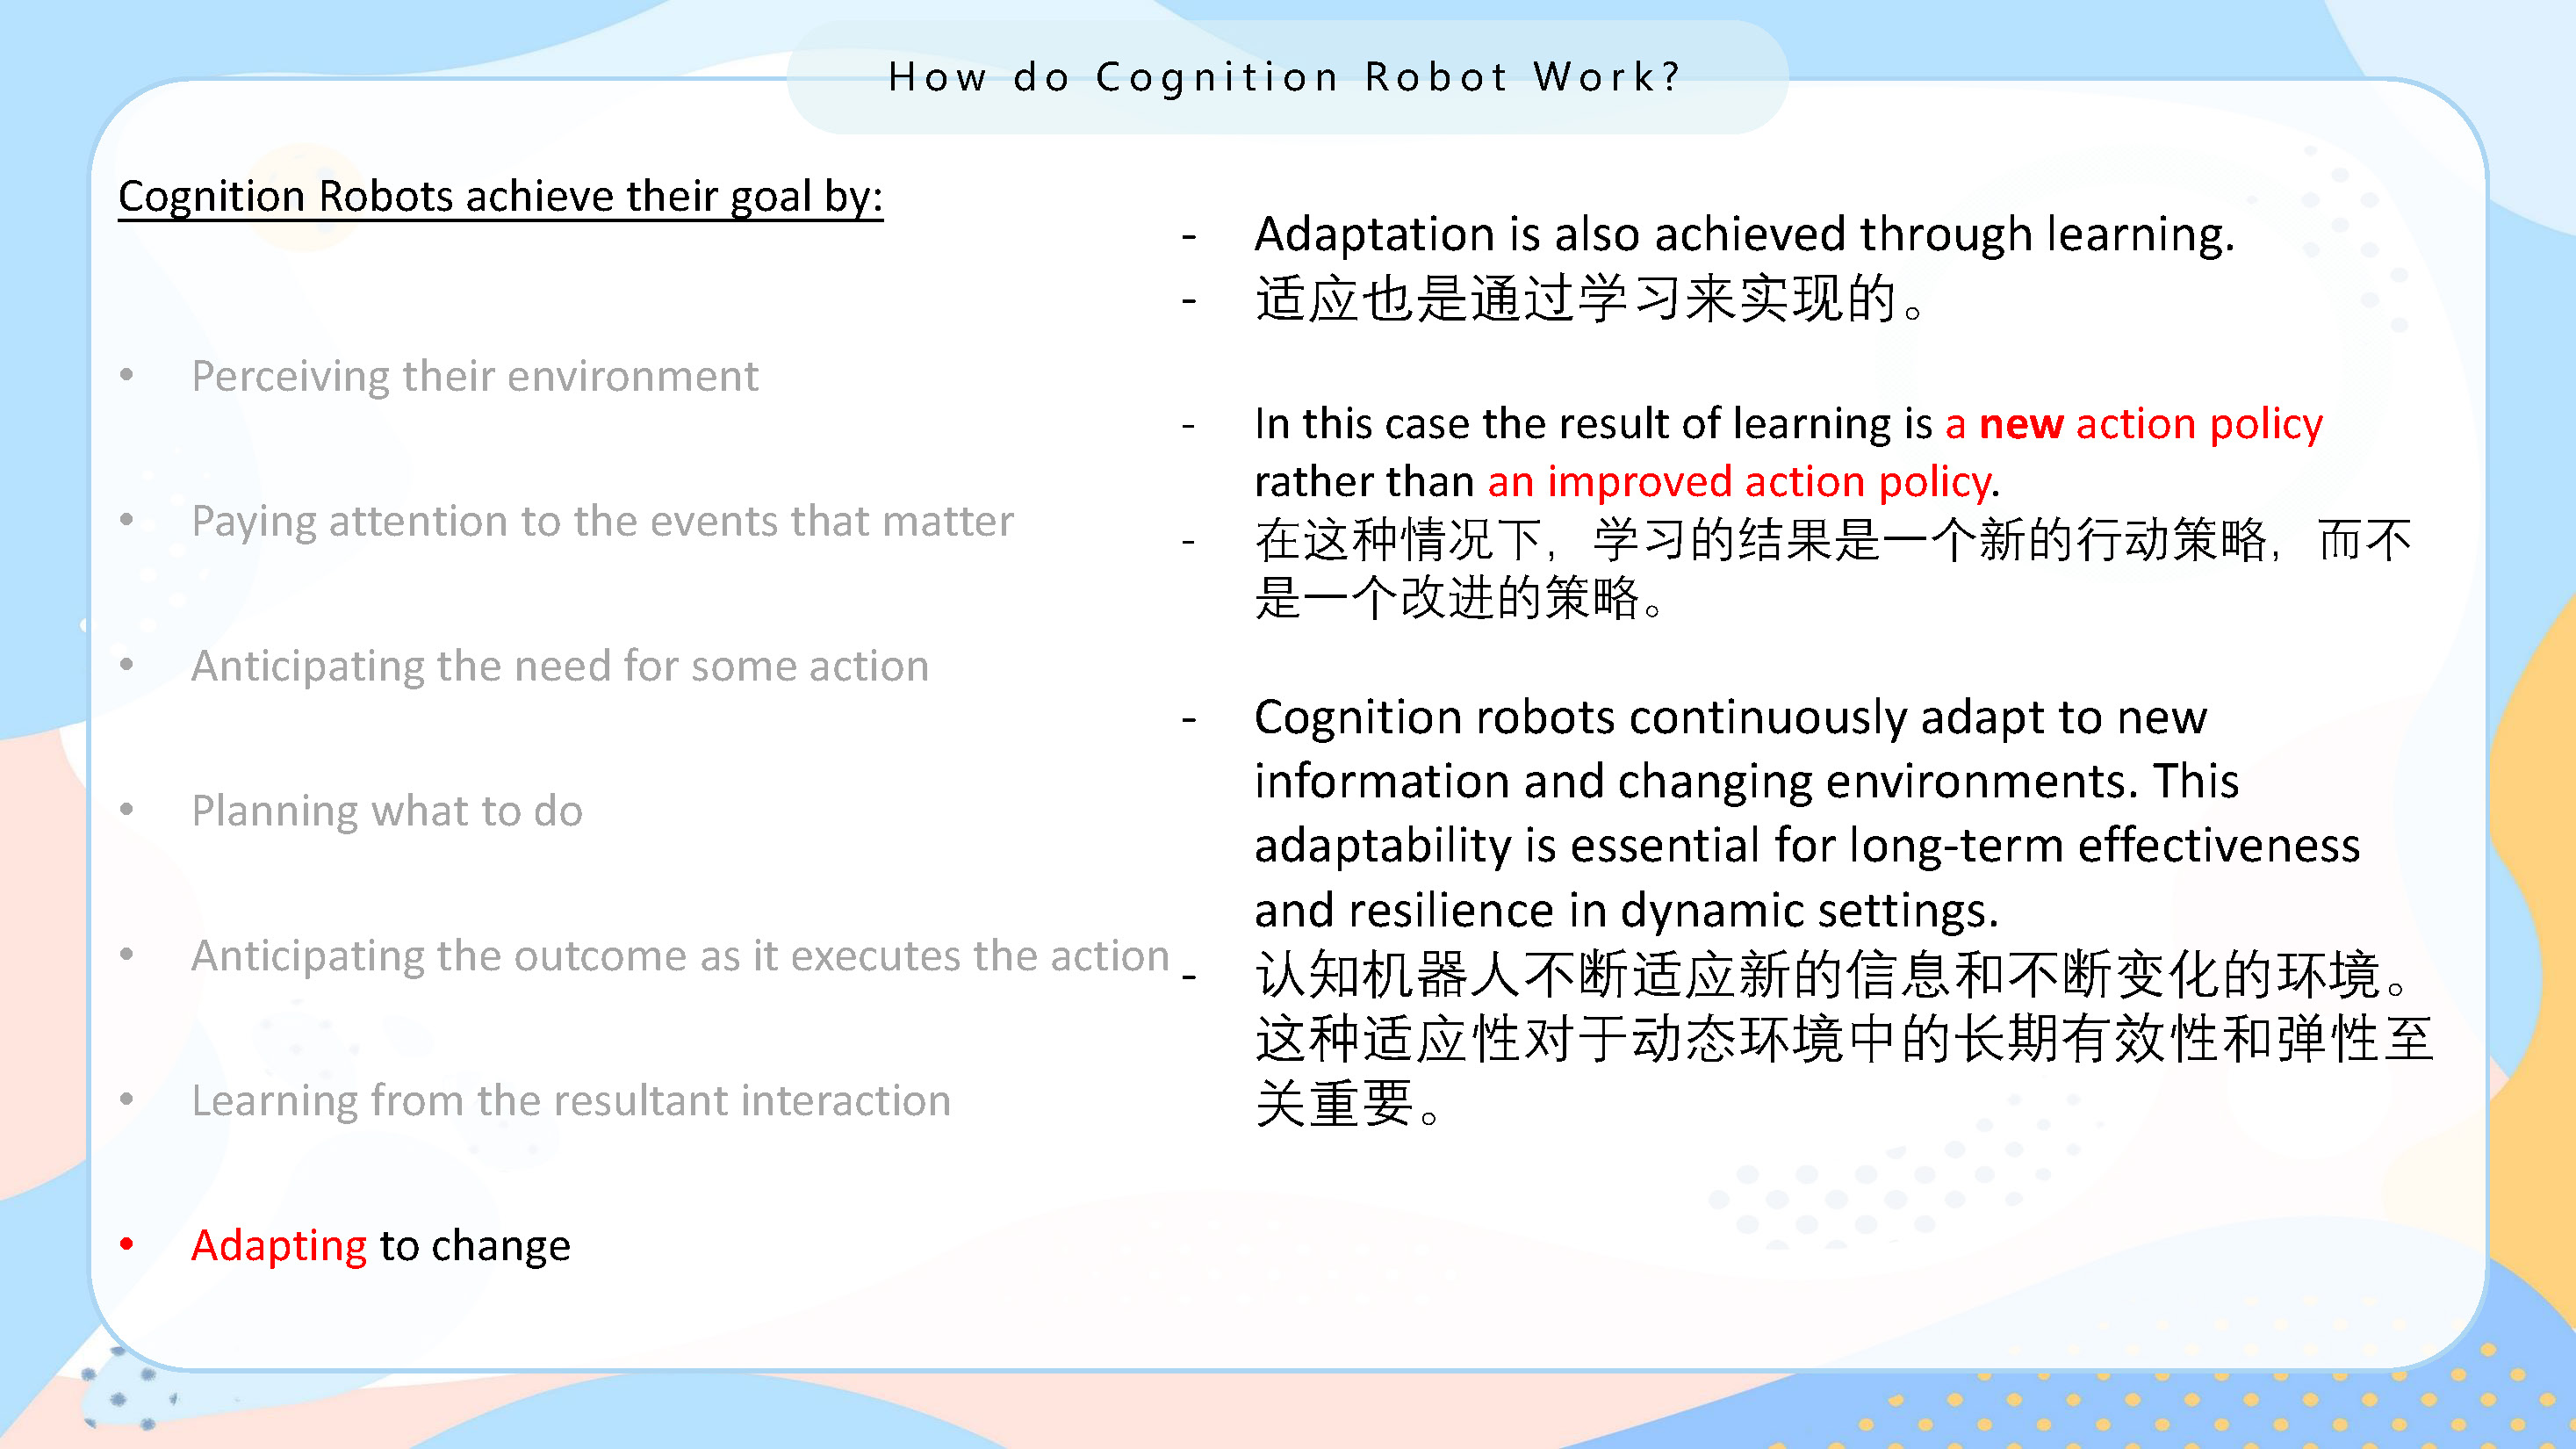 How do Cognition Robot Work?
Cognition Robots achieve their goal by:
• Perceiving their environment
• Paying attention to the events that matter
• Anticipating the need for some action
• Planning what to do
• Anticipating the outcome as it executes the action
• Learning from the resultant interaction
• Adapting to change
- Adaptation is also achieved through learning.
- 适应也是通过学习来实现的。
- In this case the result of learning is a new action policy
rather than an improved action policy.
- 在这种情况下，学习的结果是一个新的行动策略，而不
是一个改进的策略。
- Cognition robots continuously adapt to new
information and changing environments. This
adaptability is essential for long-term effectiveness
and resilience in dynamic settings.
- 认知机器人不断适应新的信息和不断变化的环境。
这种适应性对于动态环境中的长期有效性和弹性至
关重要。